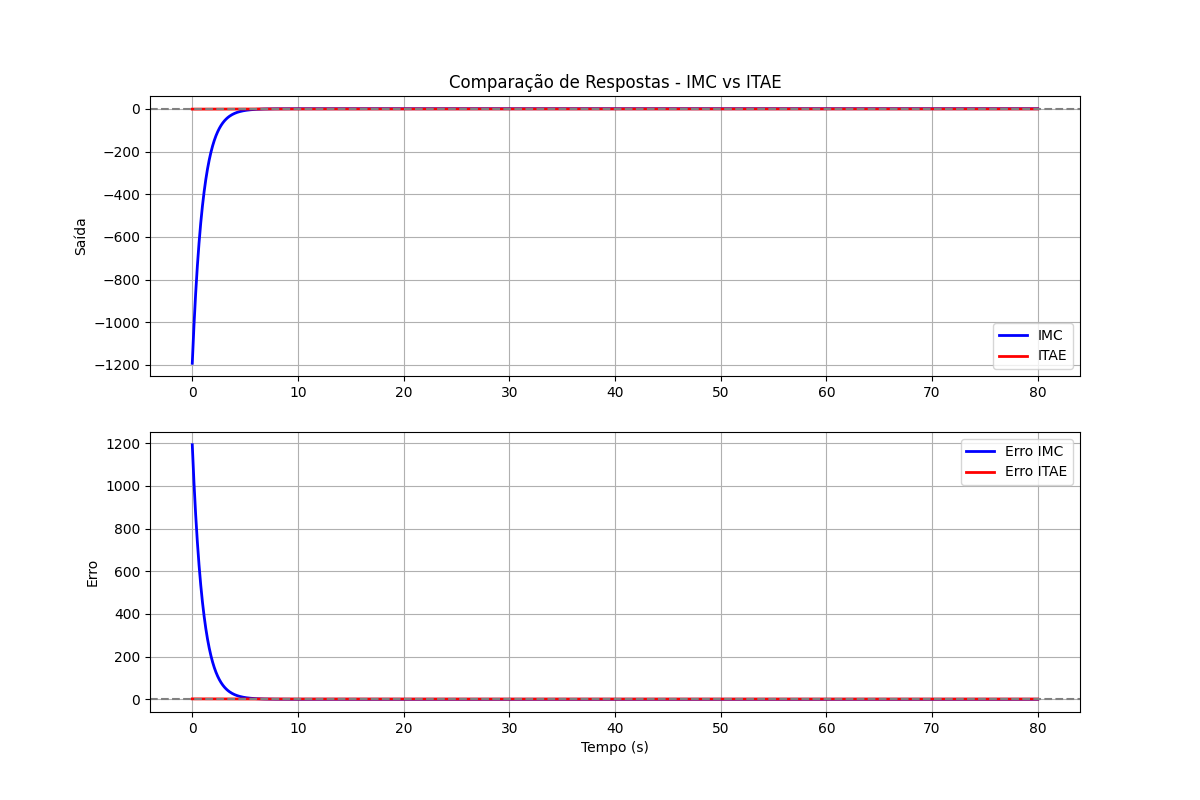 Comparação de Respostas - IMC vs ITAE
Saída
0
−200
−400
−600
−800
−1000
−1200
IMC
ITAE
0 10 20 30 40 50 60 70 80
Erro
1200
1000
800
600
400
200
0
Erro IMC
Erro ITAE
0 10 20 30 40 50 60 70 80
Tempo (s)